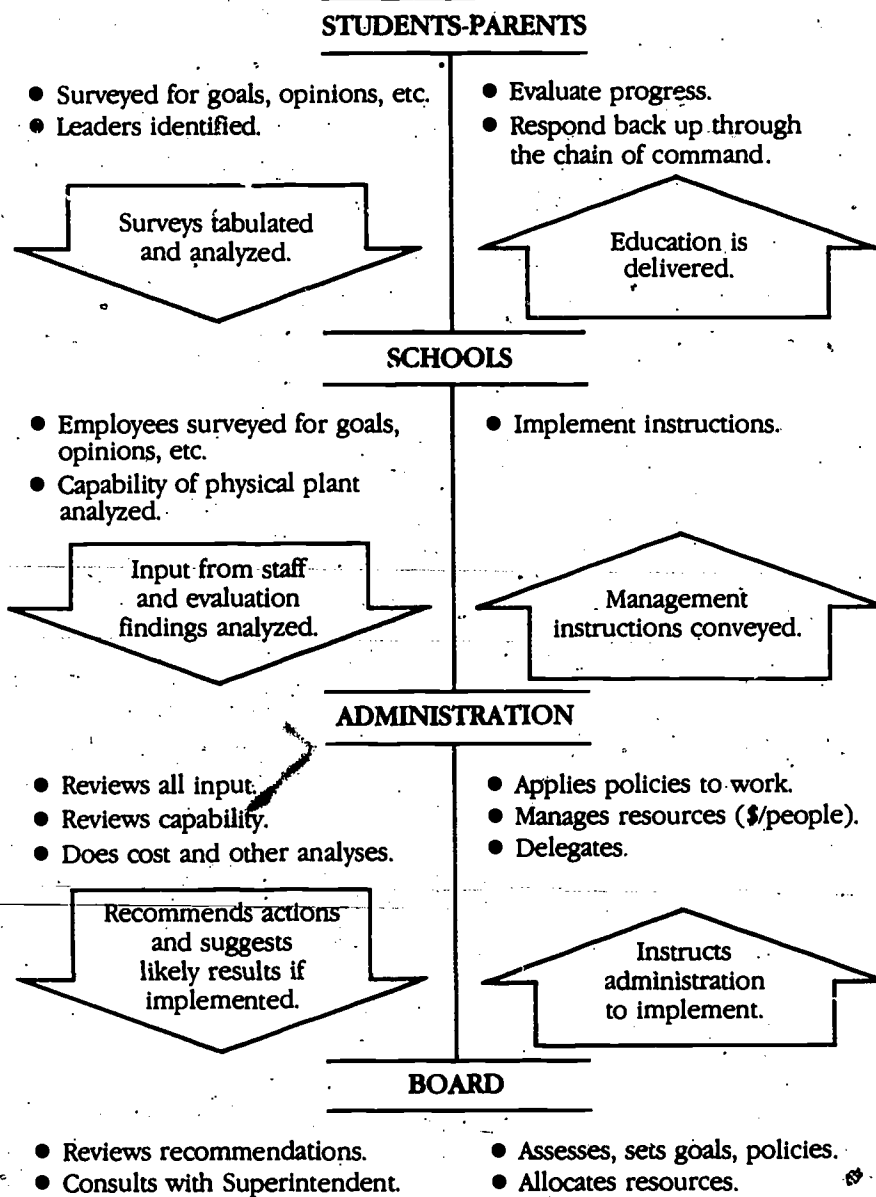 STUDENTS-PARENTS
● Surveyed for goals, opinions, etc.
● Leaders identified.
● Evaluate progress.
● Respond back up through
the chain of command.
Surveys tabulated
and analyzed.
Education is
delivered.
SCHOOLS
● Employees surveyed for goals,
opinions, etc.
● Capability of physical plant
analyzed.
● Implement instructions.
Input from staff
and evaluation
findings analyzed.
Management
instructions conveyed.
ADMINISTRATION
● Reviews all input.
● Reviews capability.
● Does cost and other analyses.
● Applies policies to work.
● Manages resources ($/people).
● Delegates.
Recommends actions
and suggests
likely results if
implemented.
Instructs
administration
to implement.
BOARD
● Reviews recommendations.
● Consults with Superintendent.
● Assesses, sets goals, policies.
● Allocates resources.